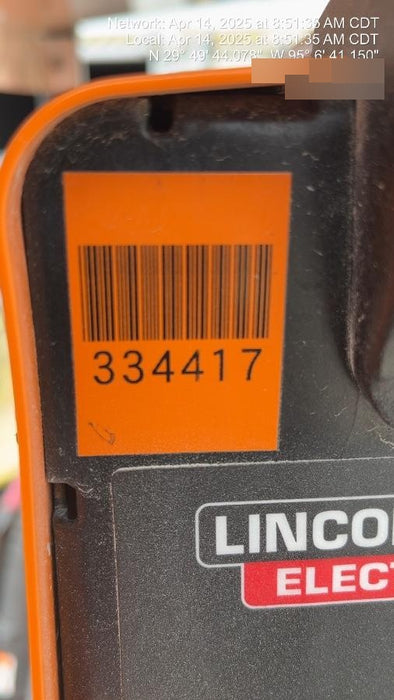 Network: Apr 14, 2025 at 8:51:35 AM CDT
Local: Apr 14, 2025 at 8:51:35 AM CDT
N 29° 49' 44.073", W 95° 6' 41.150"
334417
LINCO
ELECT